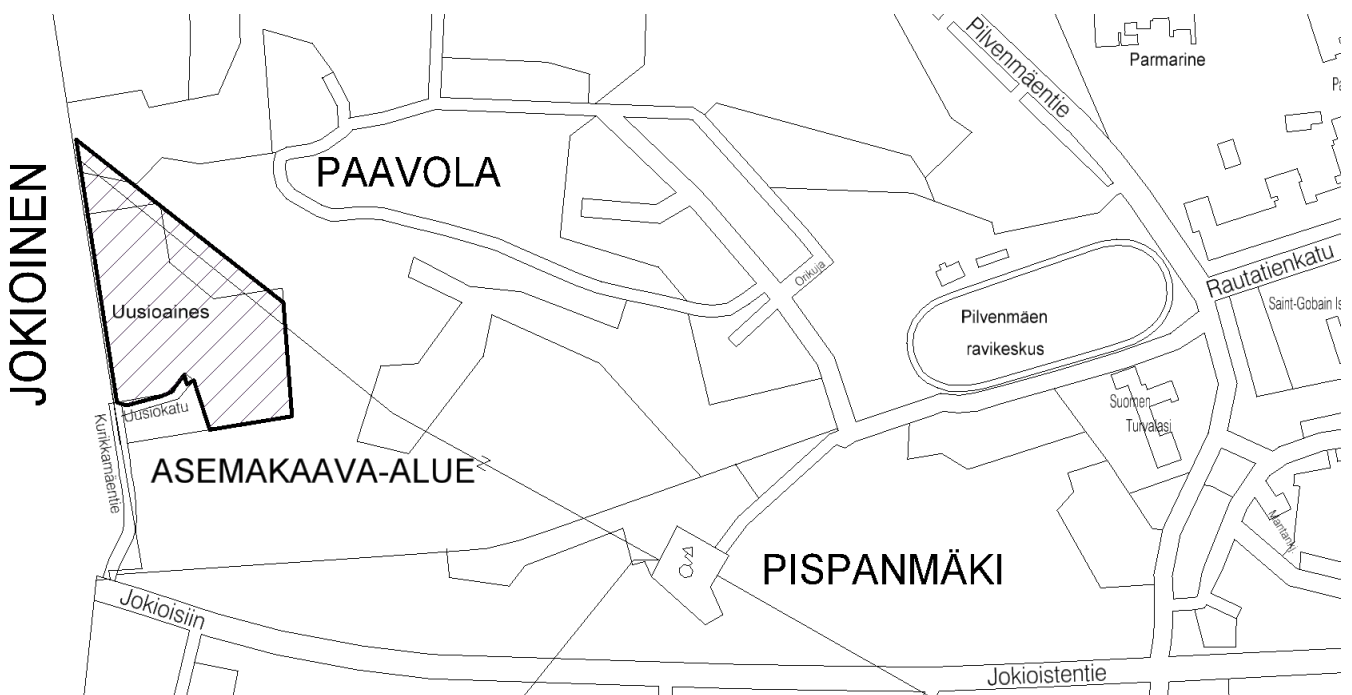 Pilvenmäentie
Parmarine
JOKIOINEN
PAAVOLA
Orikuja
Rautatienkatu
Saint-Gobain Is
Uusioaines
Pilvenmäen
ravikeskus
Uusiokatu
Kurikkamäentie
Suomen
Turvalasi
ASEMAKAAVA-ALUE
PISPANMÄKI
Jokioisiin
Jokioistentie